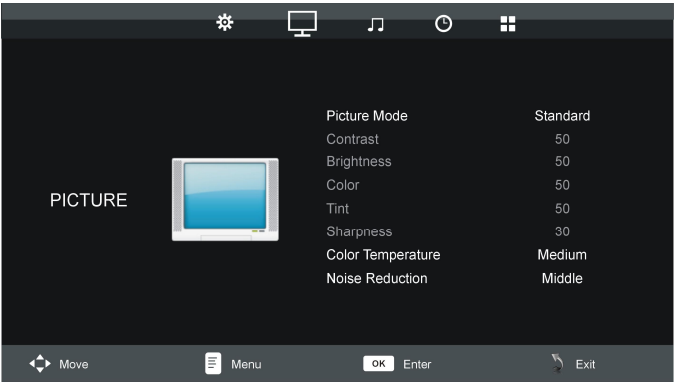 Picture Mode Standard
Contrast 50
Brightness 50
Color 50
PICTURE
Tint 50
Sharpness 30
Color Temperature Medium
Noise Reduction Middle
Move Menu OK Enter Exit